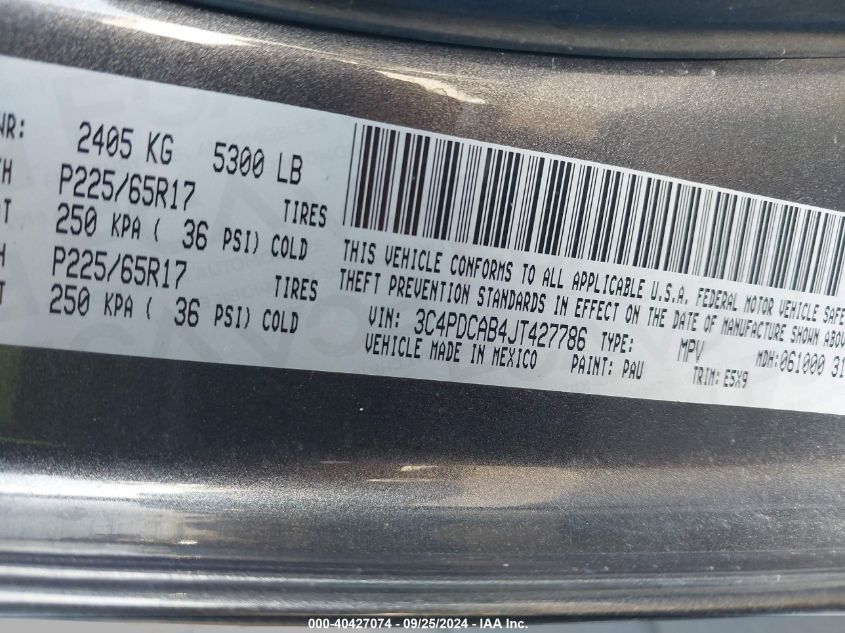 WR: 2405 KG 5300 LB
TH P225/65R17 TIRES
250 KPA ( 36 PSI) COLD
P225/65R17 TIRES
250 KPA ( 36 PSI) COLD
THIS VEHICLE CONFORMS TO ALL APPLICABLE U.S.A. FEDERAL MOTOR VEHICLE SAFE
THEFT PREVENTION STANDARDS IN EFFECT ON THE DATE OF MANUFACTURE SHOWN ABOV
VIN: 3C4PDCAB4JT427786 TYPE: MPV MDH:061000 31
VEHICLE MADE IN MEXICO PAINT: PAU TRIM: E5X9
000-40427074 - 09/25/2024 - IAA Inc.